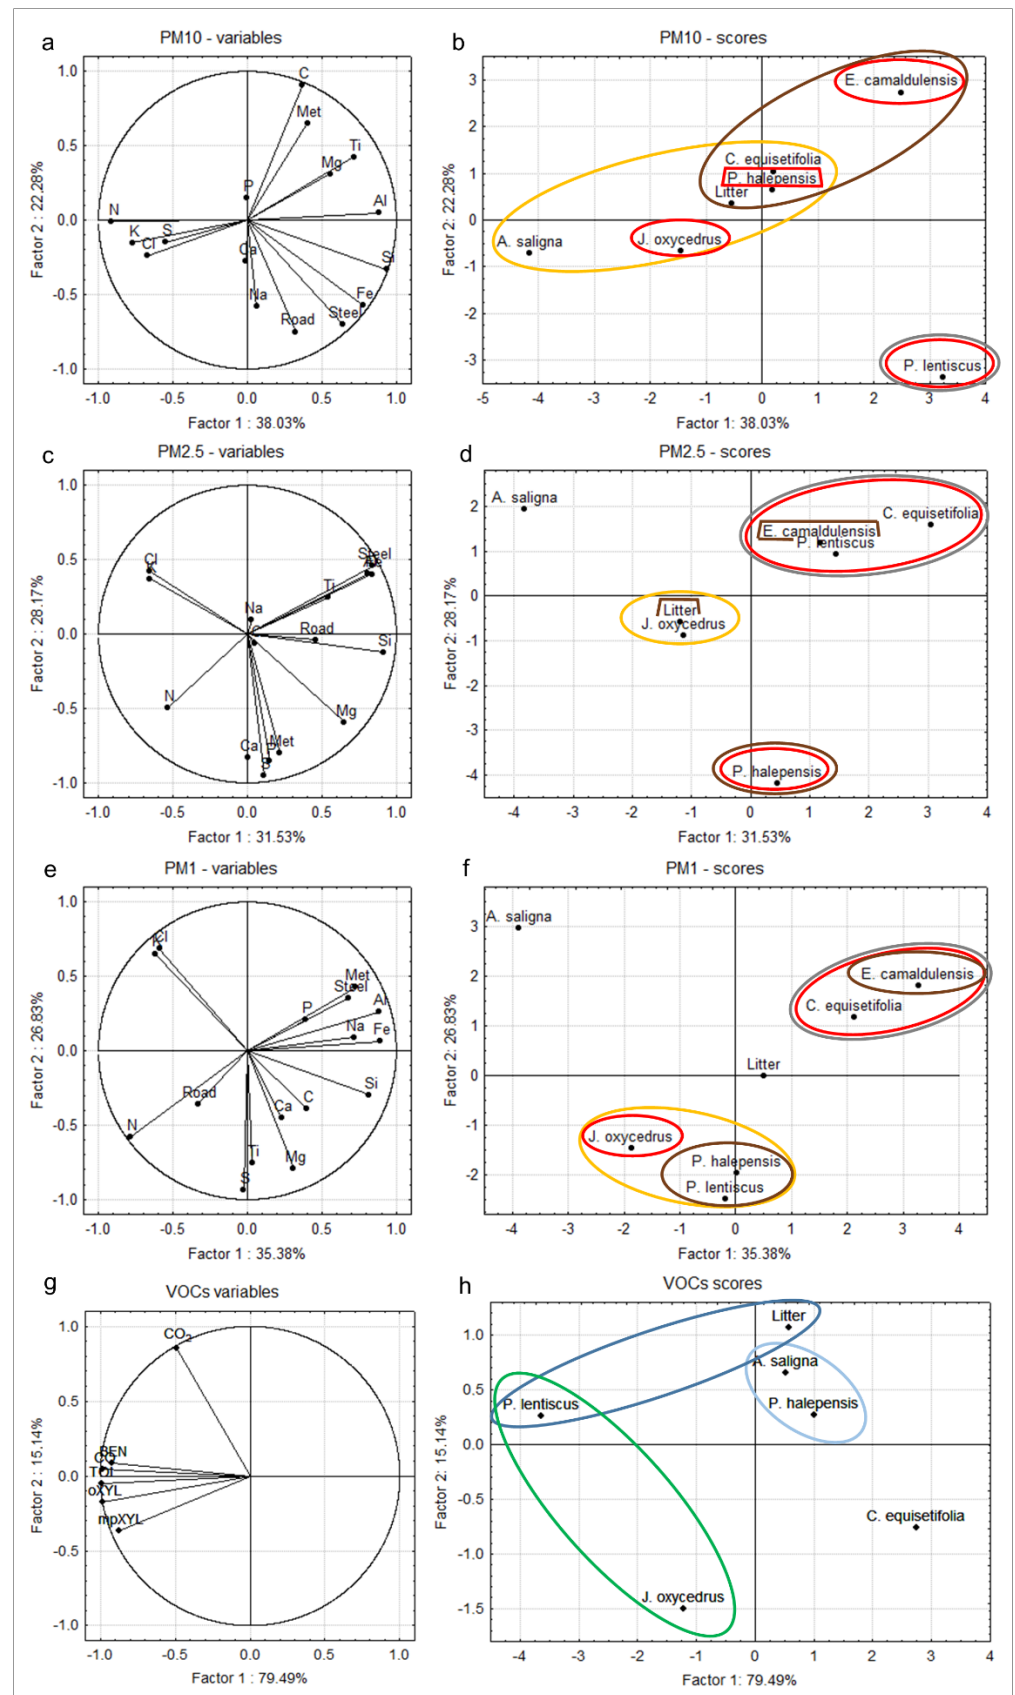 a
PM10 - variables
1.0
0.5
0.0
-0.5
-1.0
Factor 2 : 22.28%
C
Met
Ti
Mg
P
Al
N
K
S
Cl
Ca
Si
Na
Fe
Road
Steel
-1.0 -0.5 0.0 0.5 1.0
Factor 1 : 38.03%
b
PM10 - scores
3
2
1
0
-1
-2
-3
Factor 2: 22.28%
E. camaldulensis
C. equisetifolia
P. halepensis
Litter
J. oxycedrus
A. saligna
P. lentiscus
-5 -4 -3 -2 -1 0 1 2 3 4
Factor 1: 38.03%
c
PM2.5 - variables
1.0
0.5
0.0
-0.5
-1.0
Factor 2 : 28.17%
Cl
K
Steel
Ti
Na
Road
Si
N
Mg
Ca
Met
P
S
-1.0 -0.5 0.0 0.5 1.0
Factor 1 : 31.53%
d
PM2.5 - scores
2
1
0
-1
-2
-3
-4
Factor 2: 28.17%
A. saligna
C. equisetifolia
E. camaldulensis
P. lentiscus
Litter
J. oxycedrus
P. halepensis
-4 -3 -2 -1 0 1 2 3 4
Factor 1: 31.53%
e
PM1 - variables
1.0
0.5
0.0
-0.5
-1.0
Factor 2 : 26.83%
Cl
K
Met
Steel
P
Al
Na
Fe
Road
Si
Ca
C
N
Ti
Mg
S
-1.0 -0.5 0.0 0.5 1.0
Factor 1 : 35.38%
f
PM1 - scores
3
2
1
0
-1
-2
Factor 2: 26.83%
A. saligna
E. camaldulensis
C. equisetifolia
Litter
J. oxycedrus
P. halepensis
P. lentiscus
-4 -3 -2 -1 0 1 2 3 4
Factor 1: 35.38%
g
VOCs variables
1.0
0.5
0.0
-0.5
-1.0
Factor 2 : 15.14%
CO2
BEN
CO
TOL
oXYL
mpXYL
-1.0 -0.5 0.0 0.5 1.0
Factor 1 : 79.49%
h
VOCs scores
1.0
0.5
0.0
-0.5
-1.0
-1.5
Factor 2: 15.14%
Litter
A. saligna
P. lentiscus
P. halepensis
C. equisetifolia
J. oxycedrus
-4 -3 -2 -1 0 1 2 3 4
Factor 1: 79.49%